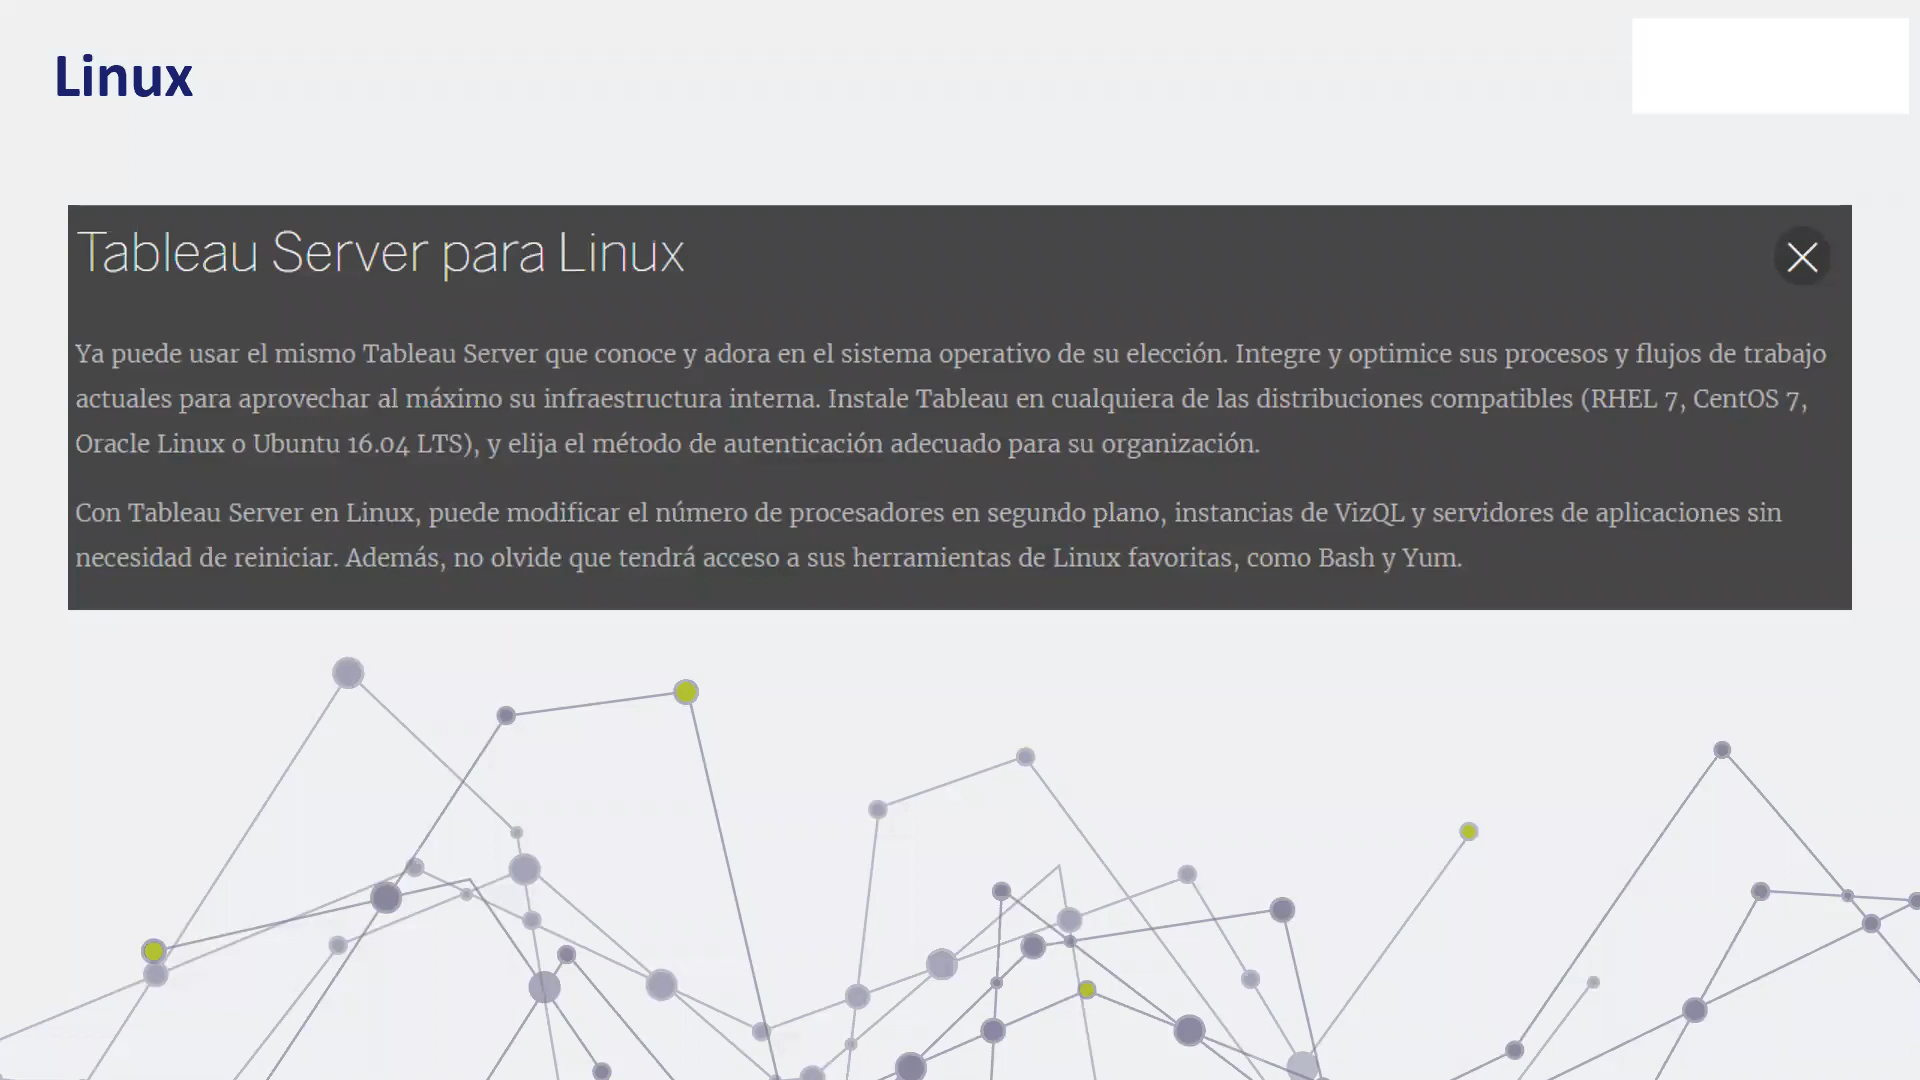 Linux
Tableau Server para Linux
Ya puede usar el mismo Tableau Server que conoce y adora en el sistema operativo de su elección. Integre y optimice sus procesos y flujos de trabajo
actuales para aprovechar al máximo su infraestructura interna. Instale Tableau en cualquiera de las distribuciones compatibles (RHEL 7, CentOS 7,
Oracle Linux o Ubuntu 16.04 LTS), y elija el método de autenticación adecuado para su organización.
Con Tableau Server en Linux, puede modificar el número de procesadores en segundo plano, instancias de VizQL y servidores de aplicaciones sin
necesidad de reiniciar. Además, no olvide que tendrá acceso a sus herramientas de Linux favoritas, como Bash y Yum.